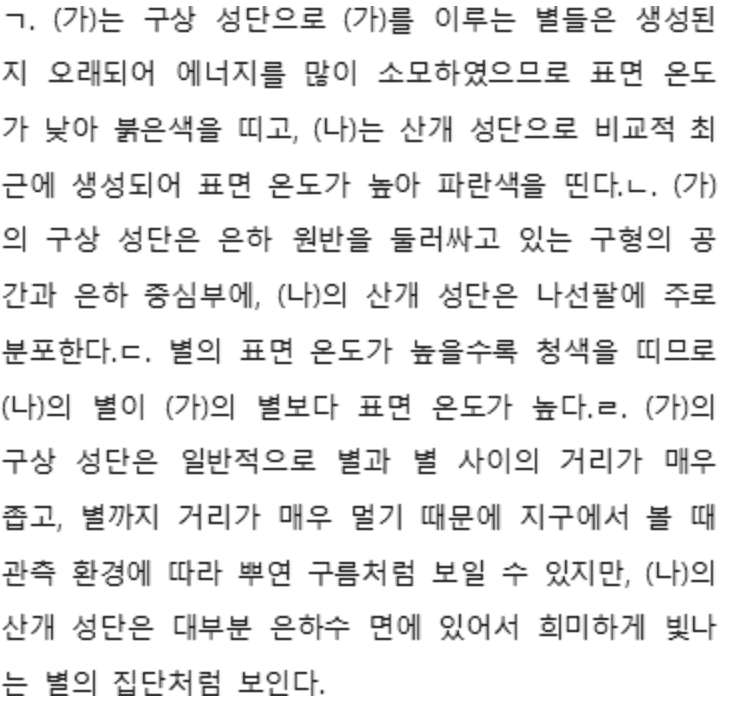 ㄱ. (가)는 구상 성단으로 (가)를 이루는 별들은 생성된
지 오래되어 에너지를 많이 소모하였으므로 표면 온도
가 낮아 붉은색을 띠고, (나)는 산개 성단으로 비교적 최
근에 생성되어 표면 온도가 높아 파란색을 띤다.ㄴ. (가)
의 구상 성단은 은하 원반을 둘러싸고 있는 구형의 공
간과 은하 중심부에, (나)의 산개 성단은 나선팔에 주로
분포한다.ㄷ. 별의 표면 온도가 높을수록 청색을 띠므로
(나)의 별이 (가)의 별보다 표면 온도가 높다.ㄹ. (가)의
구상 성단은 일반적으로 별과 별 사이의 거리가 매우
좁고, 별까지 거리가 매우 멀기 때문에 지구에서 볼 때
관측 환경에 따라 뿌연 구름처럼 보일 수 있지만, (나)의
산개 성단은 대부분 은하수 면에 있어서 희미하게 빛나
는 별의 집단처럼 보인다.